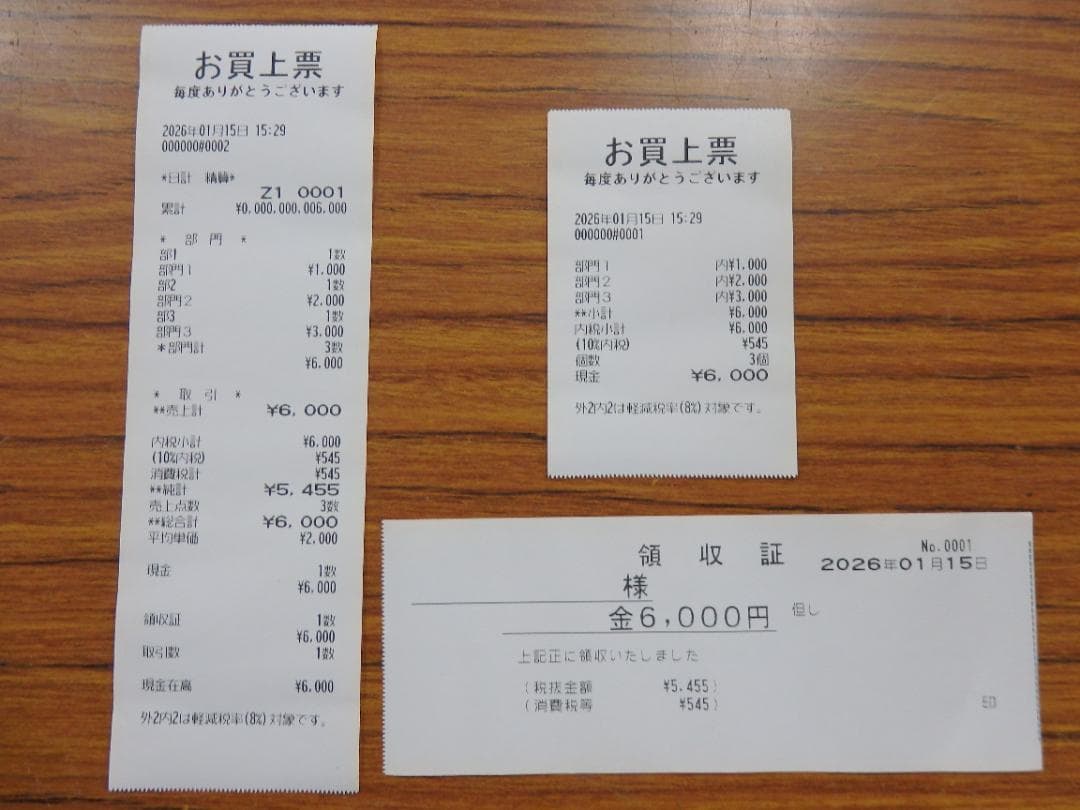 お買上票
毎度ありがとうございます
2026年01月15日 15:29
000000#0002
*日計 精算*
Z1 0001
累計 ¥0,000,000,006,000
* 部 門 *
部1 1数
部門1 ¥1,000
部2 1数
部門2 ¥2,000
部3 1数
部門3 ¥3,000
*部門計 3数
¥6,000
* 取 引 *
**売上計 ¥6,000
内税小計 ¥6,000
(10%内税) ¥545
消費税計 ¥545
**純計 ¥5,455
売上点数 3数
**総合計 ¥6,000
平均単価 ¥2,000
現金 1数
¥6,000
領収証 1数
¥6,000
取引数 1数
現金在高 ¥6,000
外2内2は軽減税率(8%)対象です。
お買上票
毎度ありがとうございます
2026年01月15日 15:29
000000#0001
部門1 内¥1,000
部門2 内¥2,000
部門3 内¥3,000
**小計 ¥6,000
内税小計 ¥6,000
(10%内税) ¥545
個数 3個
現金 ¥6,000
外2内2は軽減税率(8%)対象です。
領 収 証
No.0001
2026年01月15日
様
金6,000円 但し
上記正に領収いたしました
(税抜金額 ¥5,455)
(消費税等 ¥545)
印